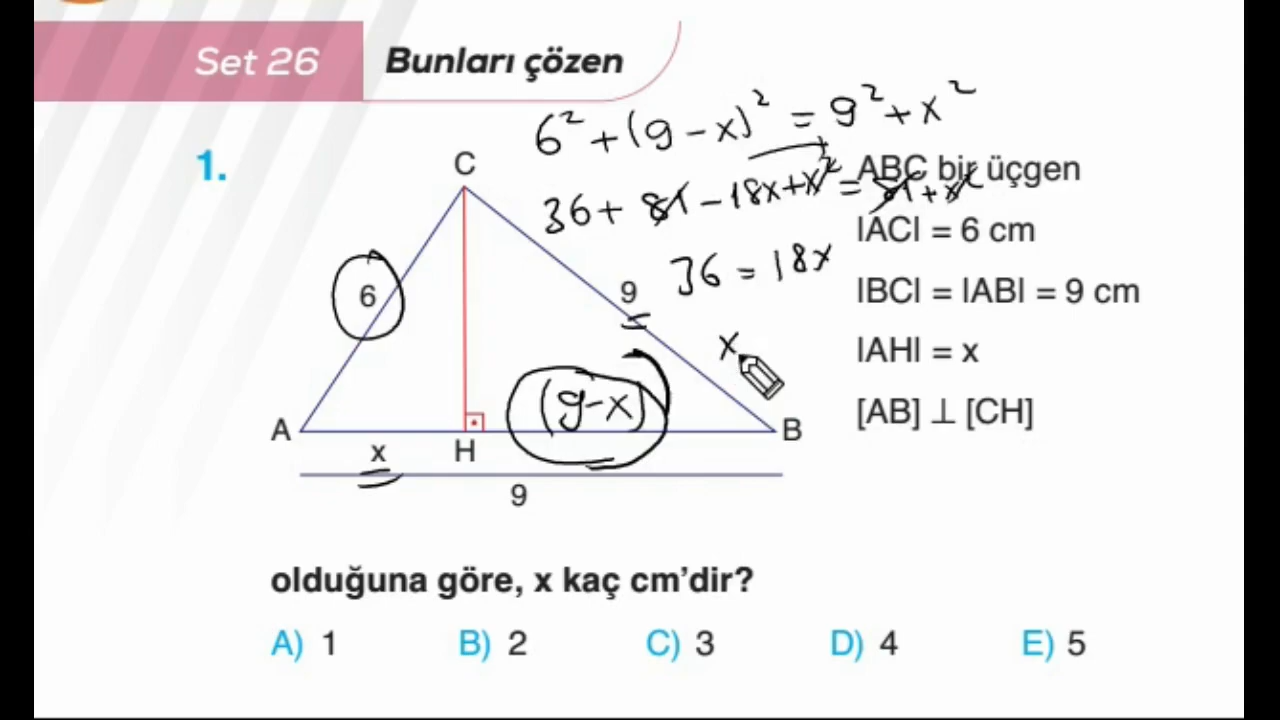 Set 26 Bunları çözen
6² + (9 - x)² = 9² + x²
1.
C
ABC bir üçgen
36 + 81 - 18x + x² = 81 + x²
|AC| = 6 cm
36 = 18x
6
9
|BC| = |AB| = 9 cm
x
|AH| = x
(9-x)
[AB] ⊥ [CH]
A
B
x
H
9
olduğuna göre, x kaç cm'dir?
A) 1 B) 2 C) 3 D) 4 E) 5